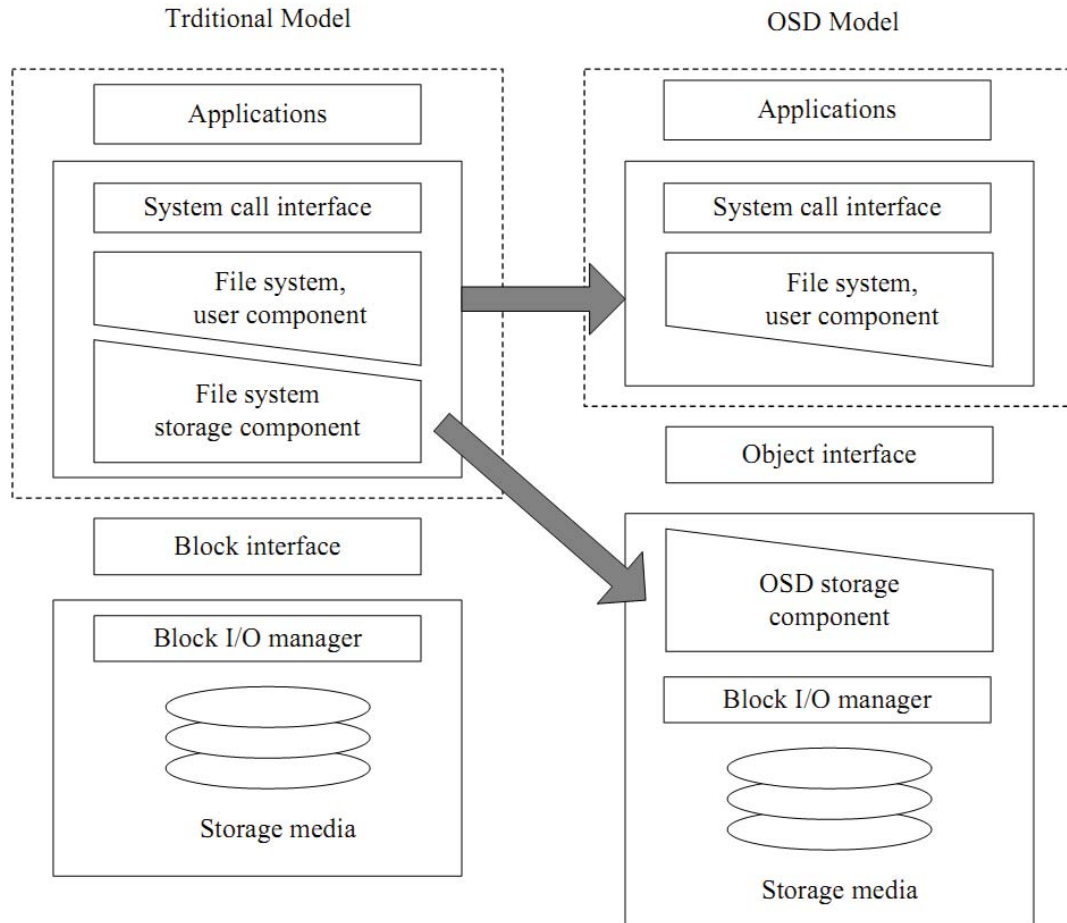 Trditional Model
Applications
System call interface
File system,
user component
File system
storage component
Block interface
Block I/O manager
Storage media
OSD Model
Applications
System call interface
File system,
user component
Object interface
OSD storage
component
Block I/O manager
Storage media